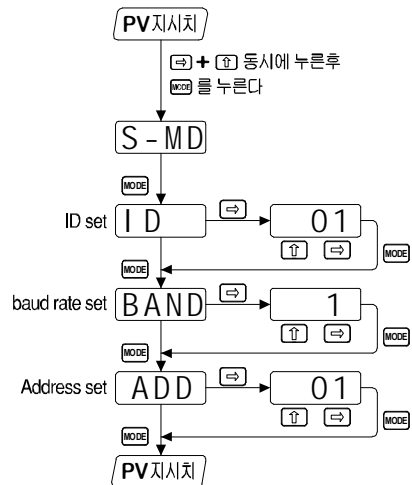 PV지시치
⇨ + ⇧ 동시에 누른후
MODE 를 누른다
S-MD
MODE
ID set ID ⇨ 01
⇧ ⇨ MODE
MODE
baud rate set BAND ⇨ 1
⇧ ⇨ MODE
MODE
Address set ADD ⇨ 01
⇧ ⇨ MODE
MODE
PV지시치